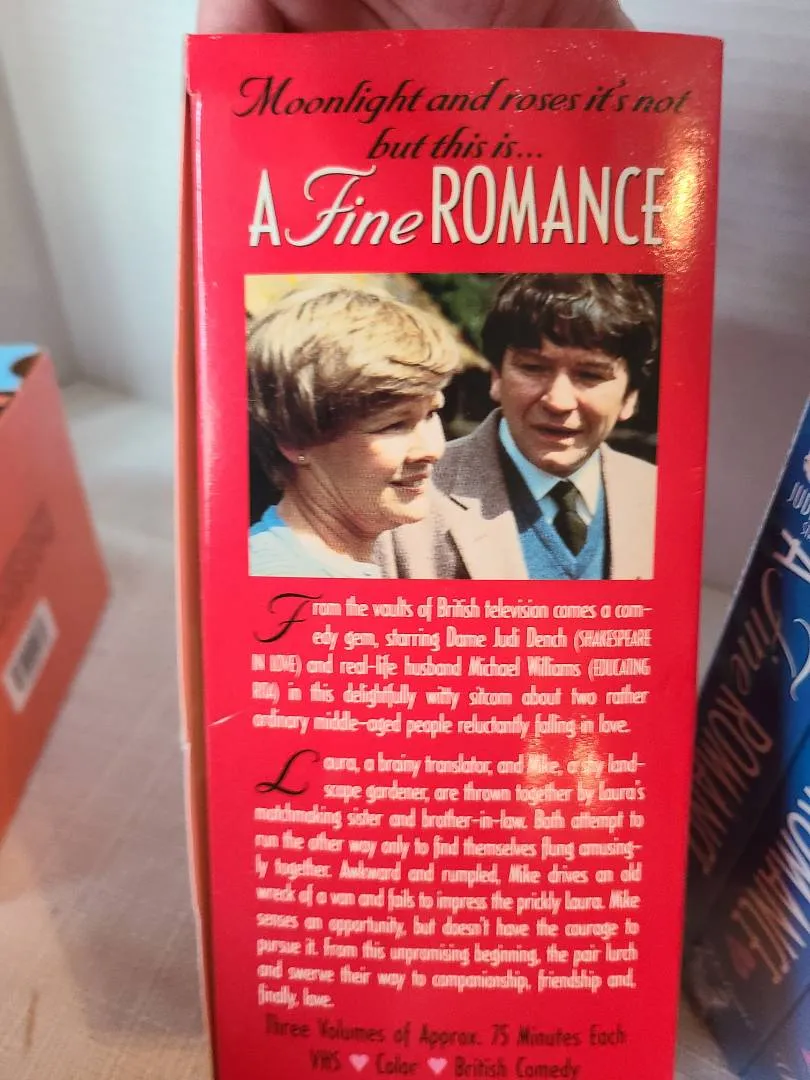 Moonlight and roses it's not
but this is...
A Fine ROMANCE
From the vaults of British television comes a com-
edy gem, starring Dame Judi Dench (SHAKESPEARE
IN LOVE) and real-life husband Michael Williams (EDUCATING
RITA) in this delightfully witty sitcom about two rather
ordinary middle-aged people reluctantly falling in love.
Laura, a brainy translator, and Mike, a shy land-
scape gardener, are thrown together by Laura's
matchmaking sister and brother-in-law. Both attempt to
run the other way only to find themselves flung amusing-
ly together. Awkward and rumpled, Mike drives an old
wreck of a van and fails to impress the prickly Laura. Mike
senses an opportunity, but doesn't have the courage to
pursue it. From this unpromising beginning, the pair lurch
and swerve their way to companionship, friendship and,
finally, love.
Three Volumes of Approx. 75 Minutes Each
VHS ♥ Color ♥ British Comedy
JUD
A
Fine ROMANCE
ROMANCE